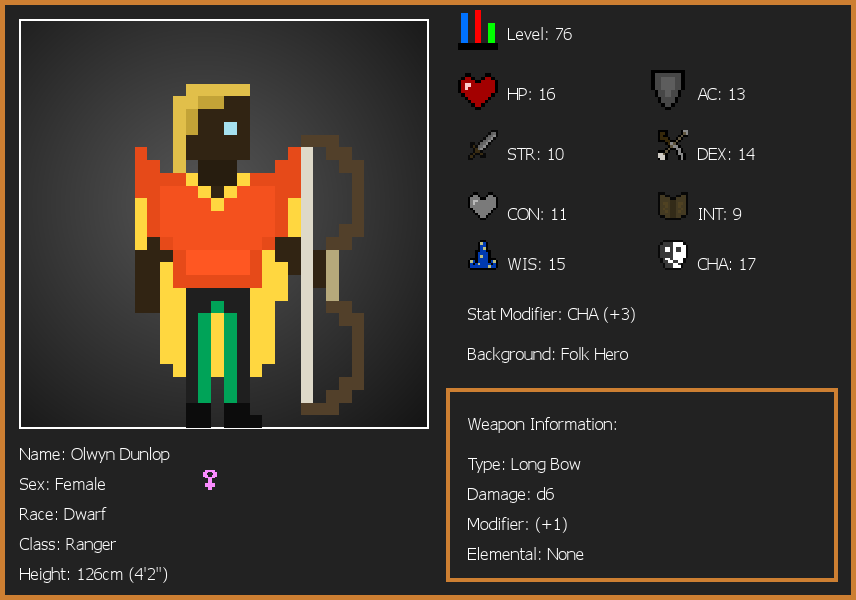 Level: 76
HP: 16
AC: 13
STR: 10
DEX: 14
CON: 11
INT: 9
WIS: 15
CHA: 17
Stat Modifier: CHA (+3)
Background: Folk Hero
Weapon Information:
Type: Long Bow
Damage: d6
Modifier: (+1)
Elemental: None
Name: Olwyn Dunlop
Sex: Female
Race: Dwarf
Class: Ranger
Height: 126cm (4'2")